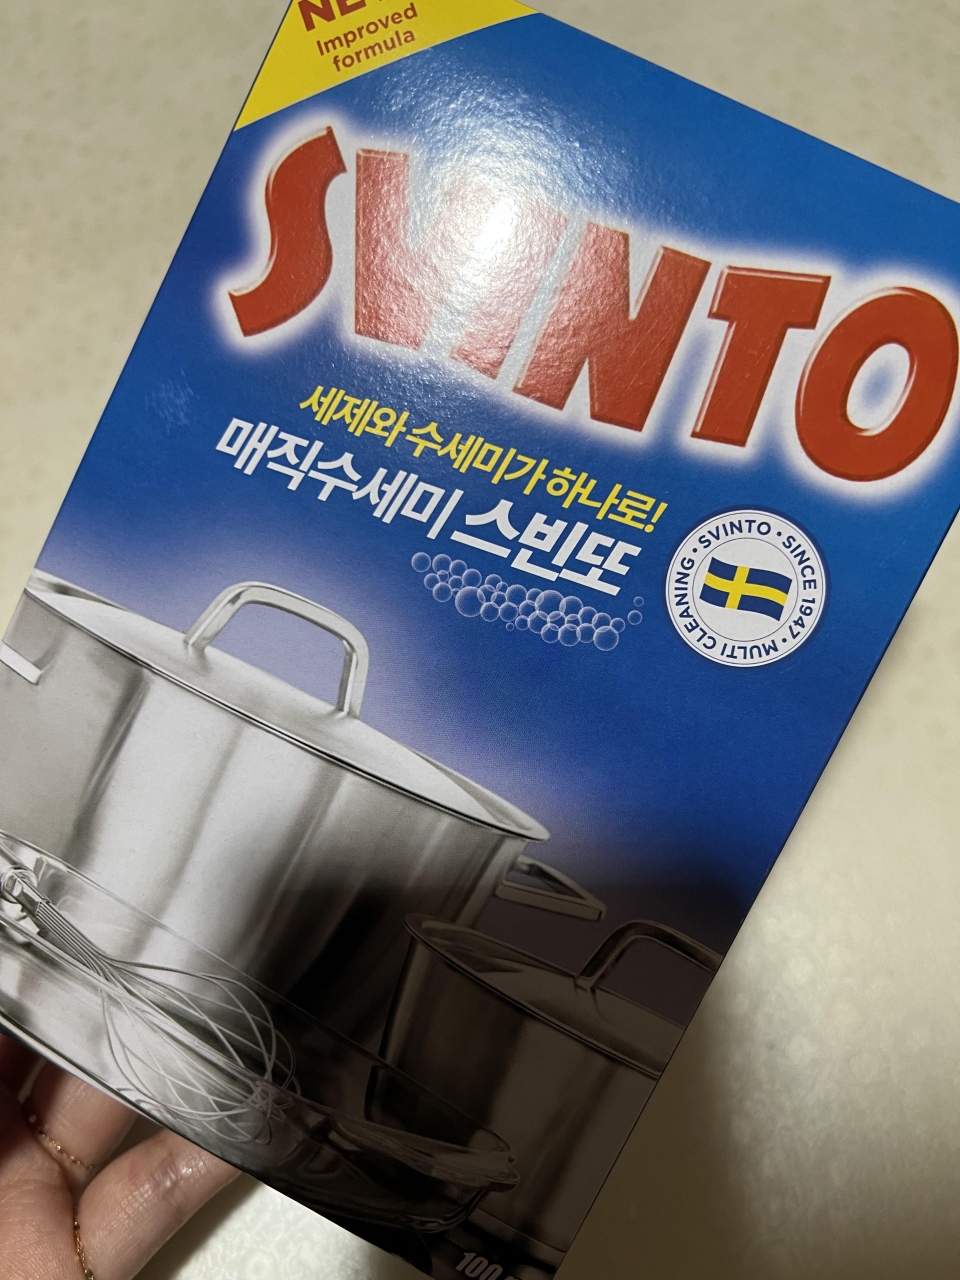 Improved
formula
SVINTO
세제와 수세미가 하나로!
매직수세미 스빈또
SVINTO • SINCE 1947 • MULTI CLEANING •
100